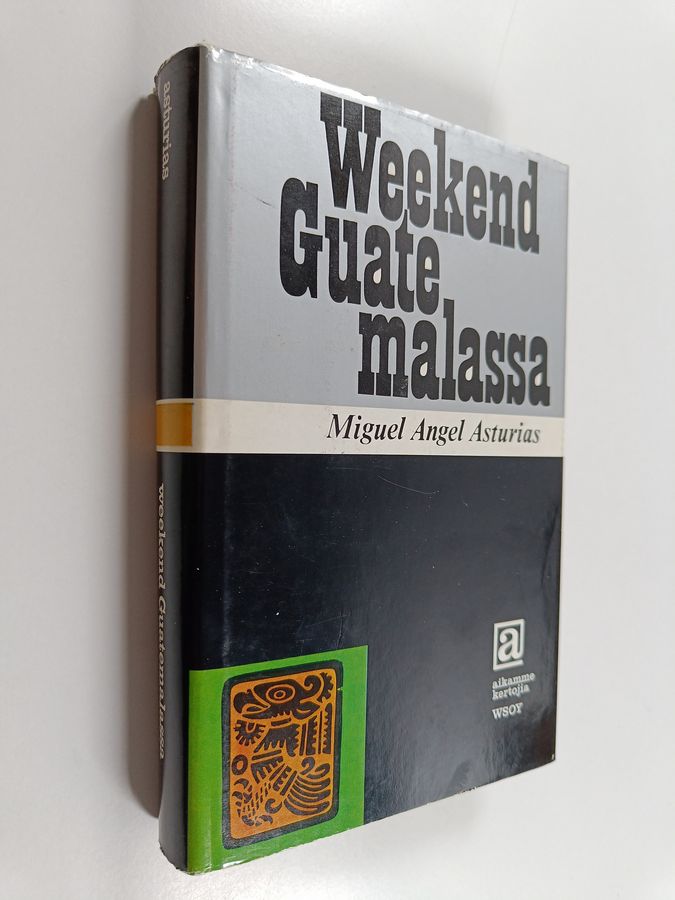 asturias
weekend Guatemalassa
Weekend
Guate
malassa
Miguel Angel Asturias
a
aikamme
kertojia
WSOY